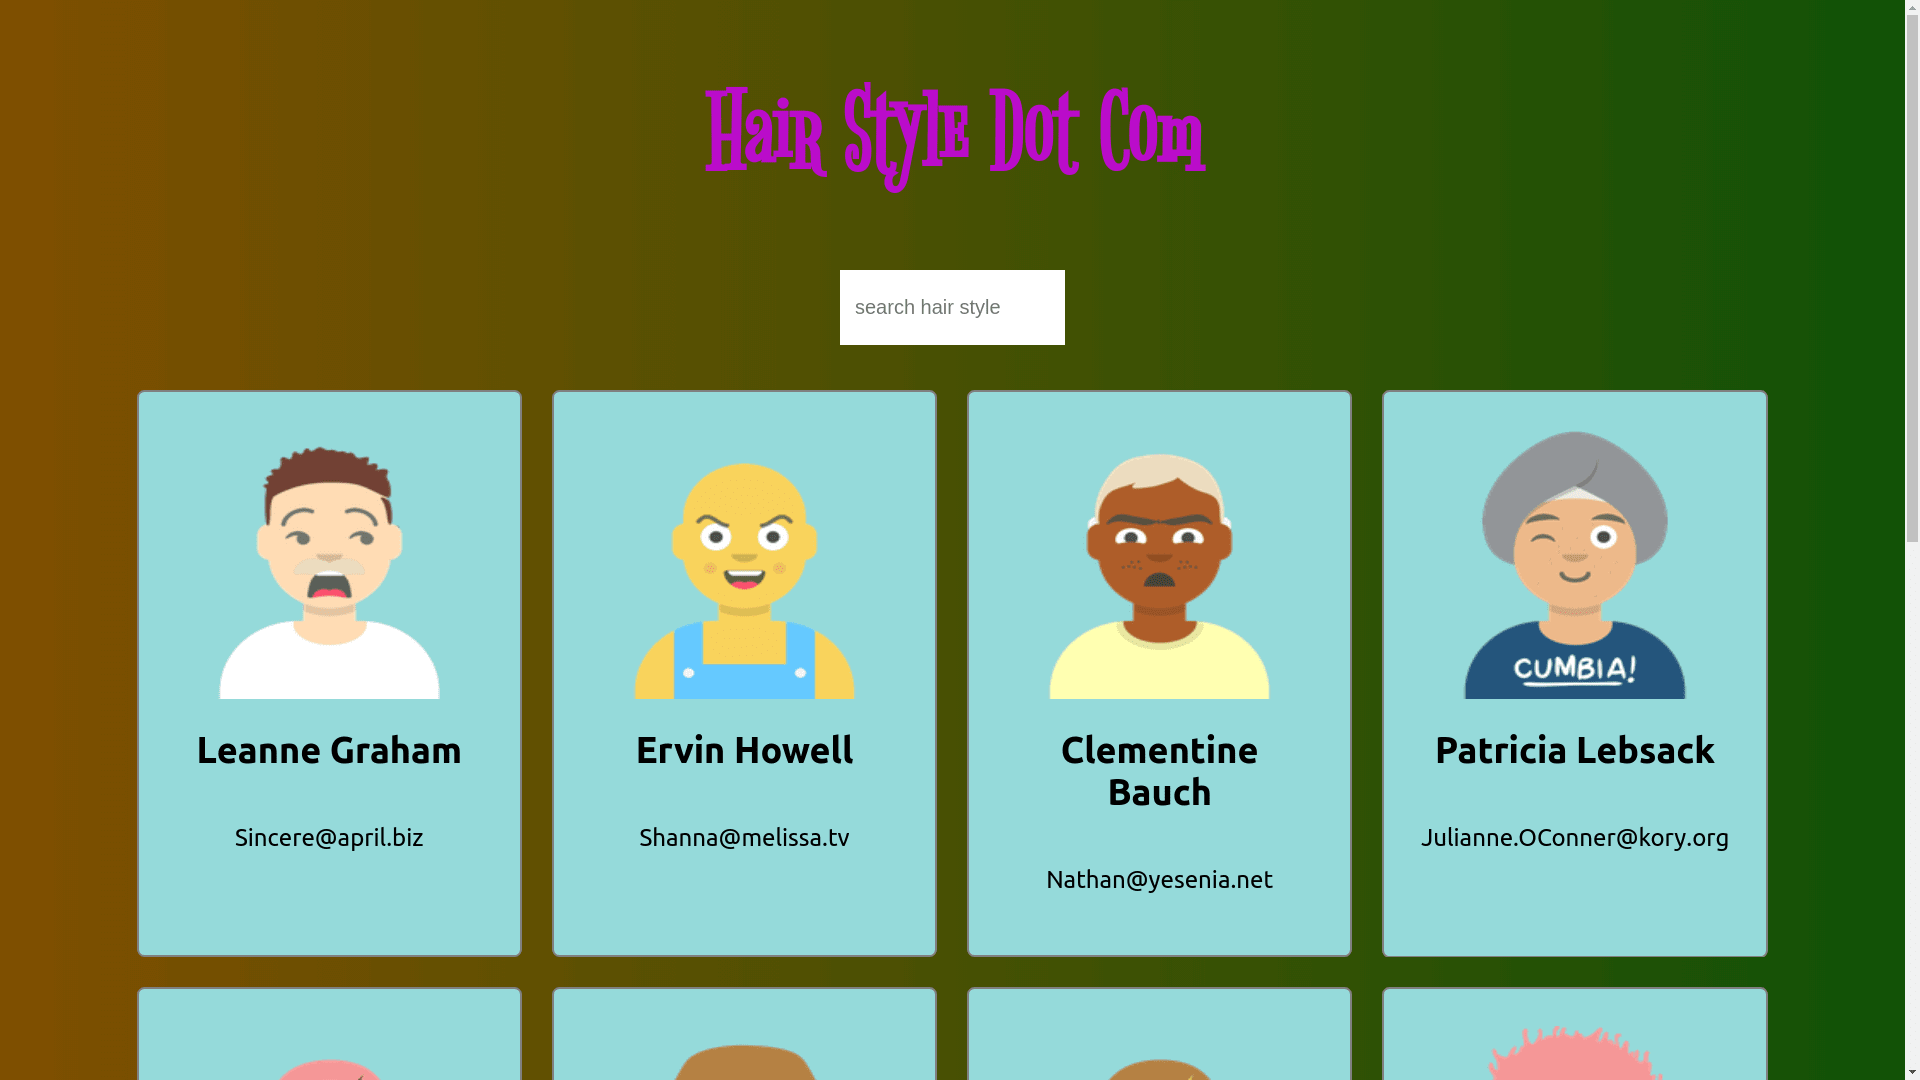 Hair Style Dot Com
search hair style
Leanne Graham
Sincere@april.biz
Ervin Howell
Shanna@melissa.tv
Clementine
Bauch
Nathan@yesenia.net
CUMBIA!
Patricia Lebsack
Julianne.OConner@kory.org